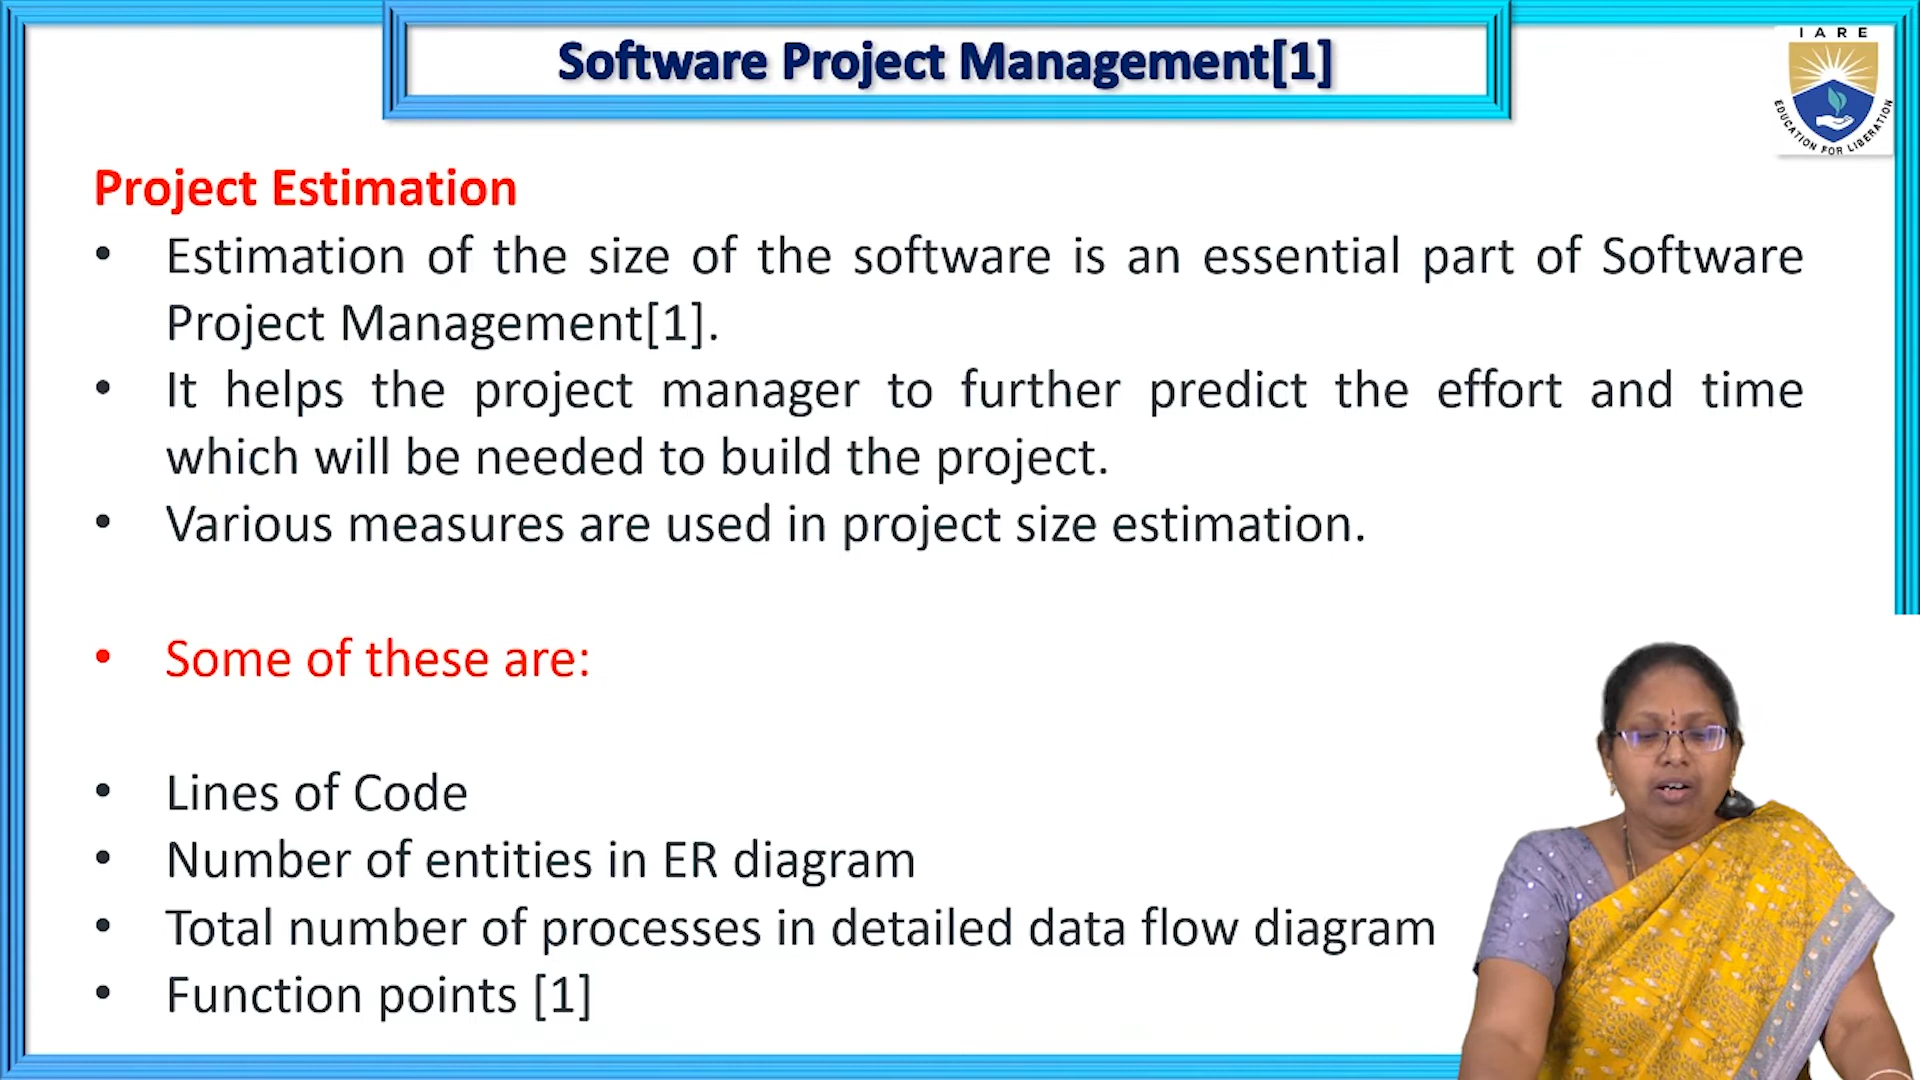 Software Project Management[1]
I A R E
EDUCATION FOR LIBERATION
Project Estimation
• Estimation of the size of the software is an essential part of Software
Project Management[1].
• It helps the project manager to further predict the effort and time
which will be needed to build the project.
• Various measures are used in project size estimation.
• Some of these are:
• Lines of Code
• Number of entities in ER diagram
• Total number of processes in detailed data flow diagram
• Function points [1]